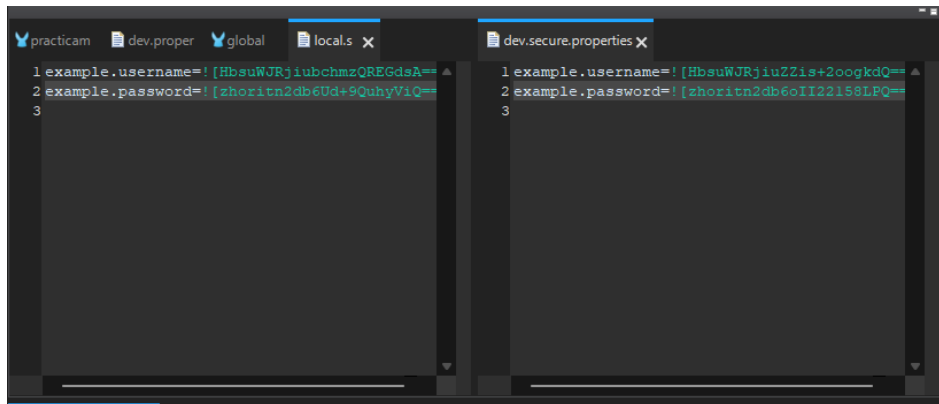 practicam dev.proper global local.s
1 example.username=![HbsuWJRjiubchmzQREGdsA==
2 example.password=![zhoritn2db6Ud+9QuhyViQ==
3
dev.secure.properties
1 example.username=![HbsuWJRjiuZZis+2oogkdQ==
2 example.password=![zhoritn2db6oII22158LPQ==
3